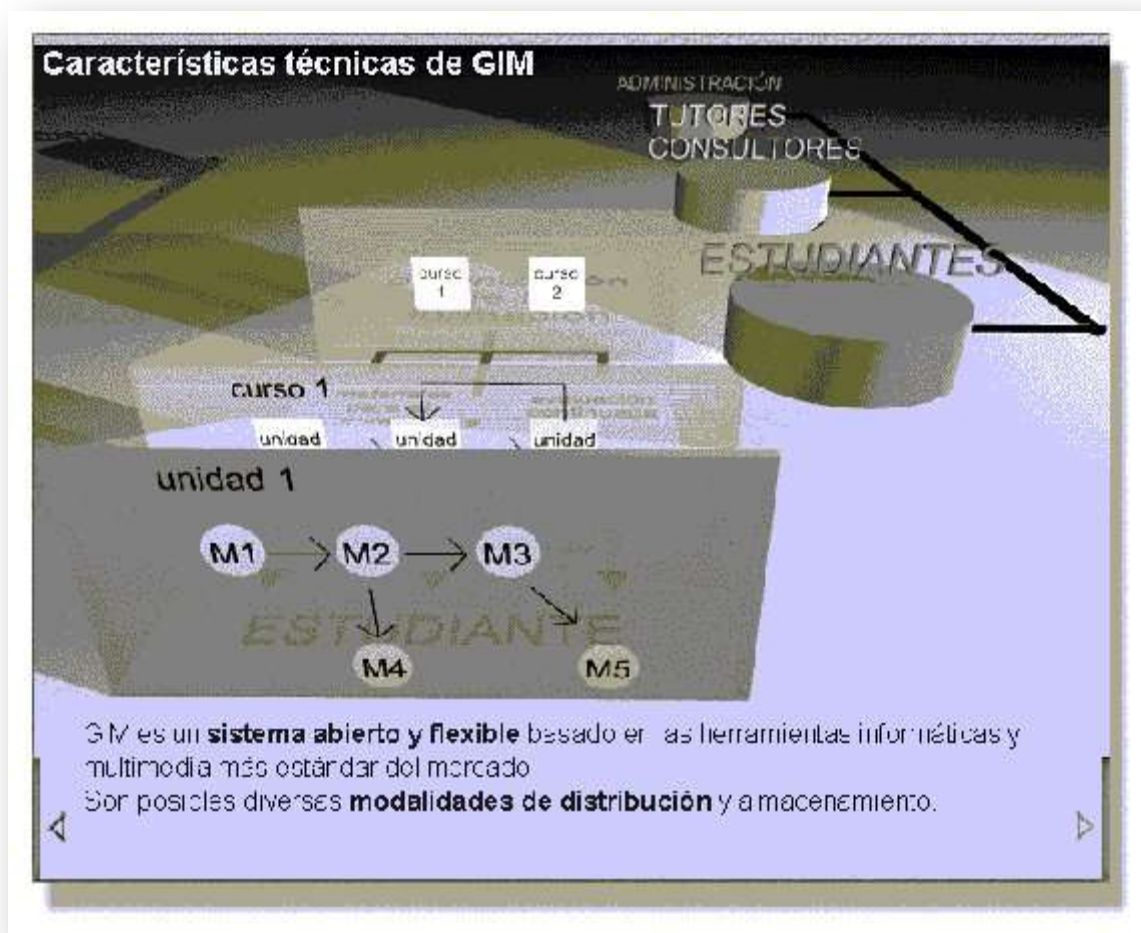 Características técnicas de GIM
ADMINISTRACIÓN
TUTORES
CONSULTORES
ESTUDIANTES
curso
1
curso
2
curso 1
unidad
unidad
unidad
unidad 1
M1
M2
M3
ESTUDIANTE
M4
M5
GIM es un sistema abierto y flexible basado en las herramientas informáticas y
multimedia más estándar del mercado
Son posibles diversas modalidades de distribución y almacenamiento.